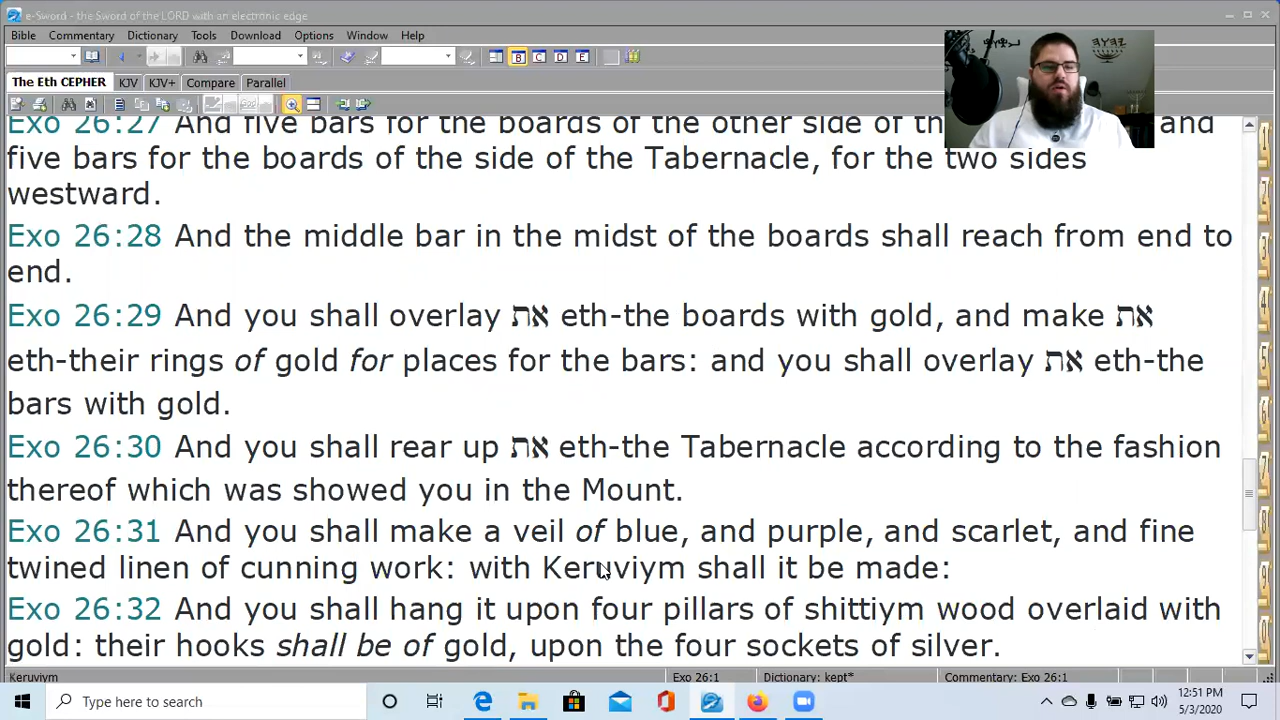 e-Sword - the Sword of the LORD with an electronic edge
Bible Commentary Dictionary Tools Options Download Window Help
The Eth CEPHER KJV KJV+ Compare Parallel
Exo 26:27 And five bars for the boards of the other side of th and
five bars for the boards of the side of the Tabernacle, for the two sides
westward.
Exo 26:28 And the middle bar in the midst of the boards shall reach from end to
end.
Exo 26:29 And you shall overlay את eth-the boards with gold, and make את
eth-their rings of gold for places for the bars: and you shall overlay את eth-the
bars with gold.
Exo 26:30 And you shall rear up את eth-the Tabernacle according to the fashion
thereof which was showed you in the Mount.
Exo 26:31 And you shall make a veil of blue, and purple, and scarlet, and fine
twined linen of cunning work: with Keruviym shall it be made:
Exo 26:32 And you shall hang it upon four pillars of shittiym wood overlaid with
gold: their hooks shall be of gold, upon the four sockets of silver.
Keruviym Exo 26:1 Dictionary: kept* Commentary: Exo 26:1
Type here to search
12:51 PM
5/3/2020